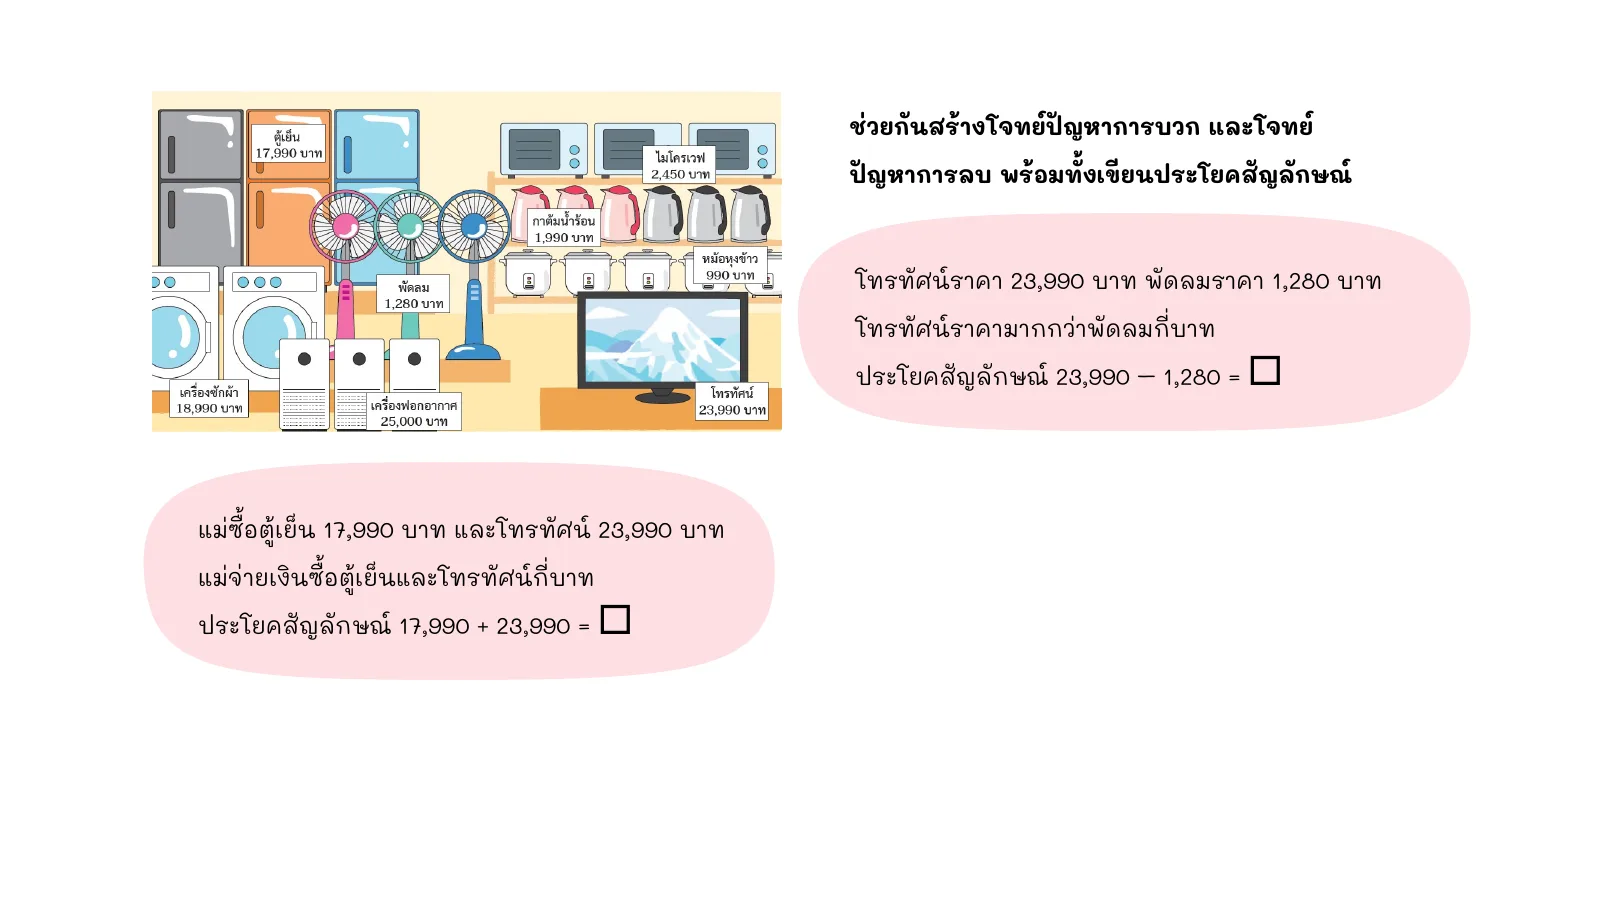 ตู้เย็น
17,990 บาท
ไมโครเวฟ
2,450 บาท
กาต้มน้ำร้อน
1,990 บาท
หม้อหุงข้าว
990 บาท
พัดลม
1,280 บาท
เครื่องซักผ้า
18,990 บาท
เครื่องฟอกอากาศ
25,000 บาท
โทรทัศน์
23,990 บาท
ช่วยกันสร้างโจทย์ปัญหาการบวก และโจทย์
ปัญหาการลบ พร้อมทั้งเขียนประโยคสัญลักษณ์
โทรทัศน์ราคา 23,990 บาท พัดลมราคา 1,280 บาท
โทรทัศน์ราคามากกว่าพัดลมกี่บาท
ประโยคสัญลักษณ์ 23,990 – 1,280 = □
แม่ซื้อตู้เย็น 17,990 บาท และโทรทัศน์ 23,990 บาท
แม่จ่ายเงินซื้อตู้เย็นและโทรทัศน์กี่บาท
ประโยคสัญลักษณ์ 17,990 + 23,990 = □